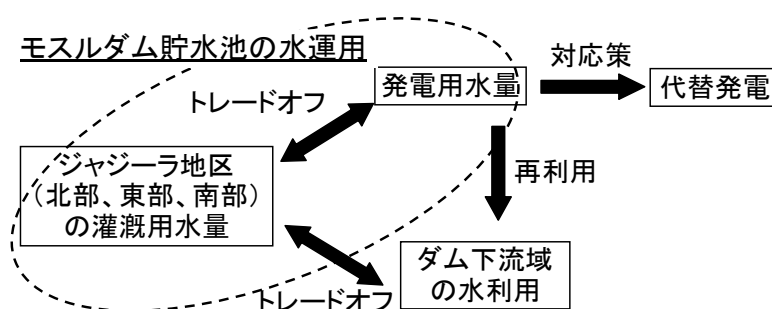 モスルダム貯水池の水運用
対応策
発電用水量
代替発電
トレードオフ
ジャジーラ地区
（北部、東部、南部）
の灌漑用水量
再利用
ダム下流域
の水利用
トレードオフ